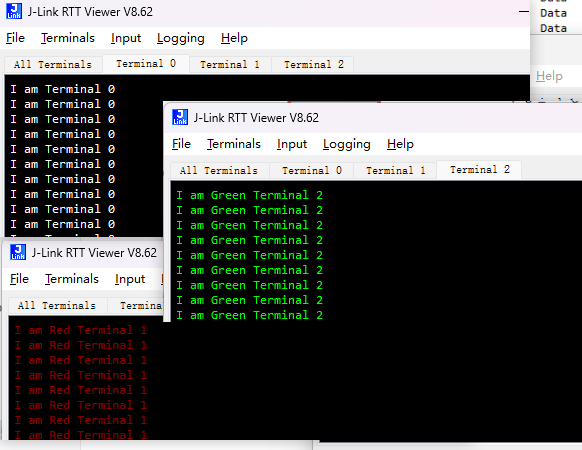 J-Link RTT Viewer V8.62
File Terminals Input Logging Help
All Terminals Terminal 0 Terminal 1 Terminal 2
I am Terminal 0
I am Terminal 0
I am Terminal 0
I am Terminal 0
I am Terminal 0
I am Terminal 0
I am Terminal 0
I am Terminal 0
I am Terminal 0
I am Terminal 0
Data
Data
Data
Help
J-Link RTT Viewer V8.62
File Terminals Input Logging Help
All Terminals Terminal 0 Terminal 1 Terminal 2
I am Green Terminal 2
I am Green Terminal 2
I am Green Terminal 2
I am Green Terminal 2
I am Green Terminal 2
I am Green Terminal 2
I am Green Terminal 2
I am Green Terminal 2
I am Green Terminal 2
J-Link RTT Viewer V8.62
File Terminals Input
All Terminals
I am Red Terminal 1
I am Red Terminal 1
I am Red Terminal 1
I am Red Terminal 1
I am Red Terminal 1
I am Red Terminal 1
I am Red Terminal 1
I am Red Terminal 1